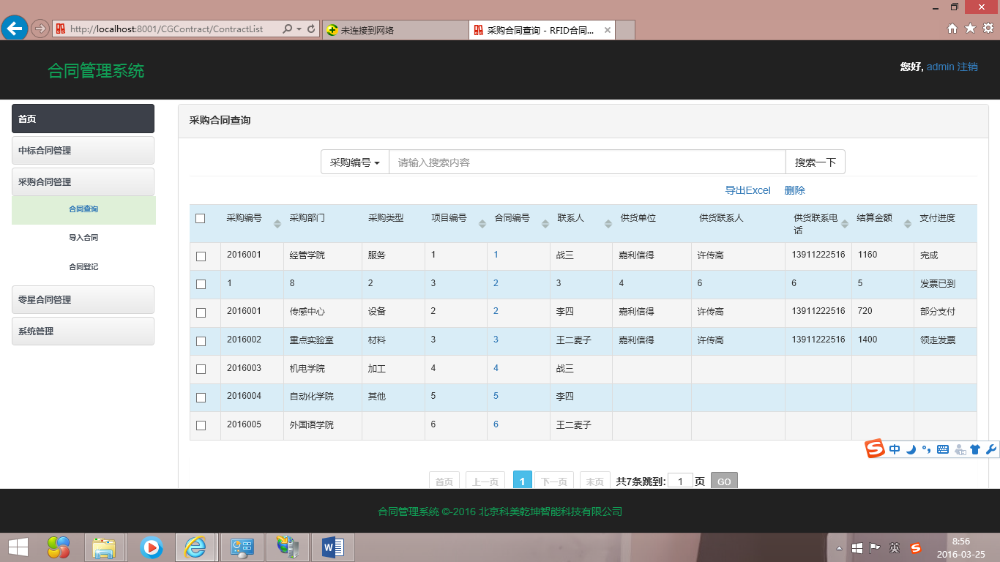 http://localhost:8001/CGContract/ContractList
未连接到网络
采购合同查询 - RFID合同...
合同管理系统
您好, admin 注销
首页
中标合同管理
采购合同管理
合同查询
导入合同
合同登记
零星合同管理
系统管理
采购合同查询
采购编号 请输入搜索内容 搜索一下
导出Excel 删除
采购编号 采购部门 采购类型 项目编号 合同编号 联系人 供货单位 供货联系人 供货联系电话 结算金额 支付进度
2016001 经管学院 服务 1 1 战三 嘉利信得 许传高 13911222516 1160 完成
1 8 2 3 2 3 4 6 6 5 发票已到
2016001 传感中心 设备 2 2 李四 嘉利信得 许传高 13911222516 720 部分支付
2016002 重点实验室 材料 3 3 王二麦子 嘉利信得 许传高 13911222516 1400 领走发票
2016003 机电学院 加工 4 4 战三
2016004 自动化学院 其他 5 5 李四
2016005 外国语学院 6 6 王二麦子
中
首页 上一页 1 下一页 末页 共7条跳到: 1 页 GO
合同管理系统 ©-2016 北京科美乾坤智能科技有限公司
英
8:56
2016-03-25